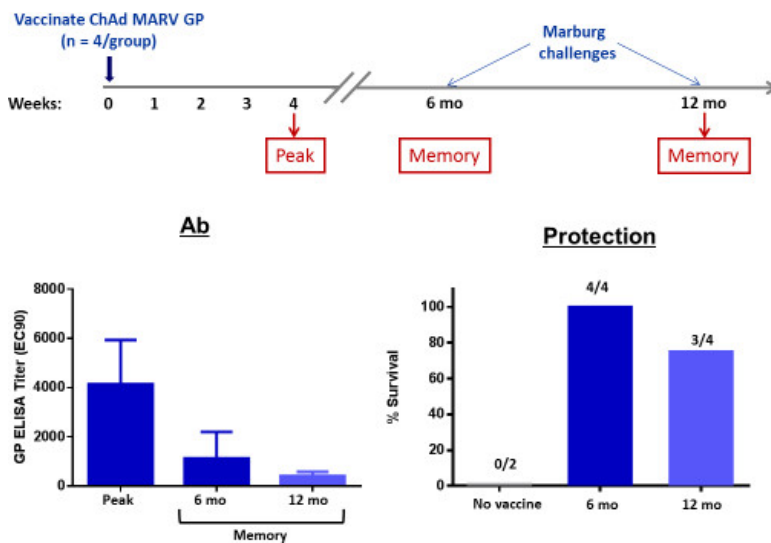 Vaccinate ChAd MARV GP
(n = 4/group)
Marburg
challenges
Weeks: 0 1 2 3 4 6 mo 12 mo
Peak Memory Memory
Ab
GP ELISA Titer (EC90)
8000
6000
4000
2000
0
Peak 6 mo 12 mo
Memory
Protection
% Survival
100
80
60
40
20
0
0/2 4/4 3/4
No vaccine 6 mo 12 mo